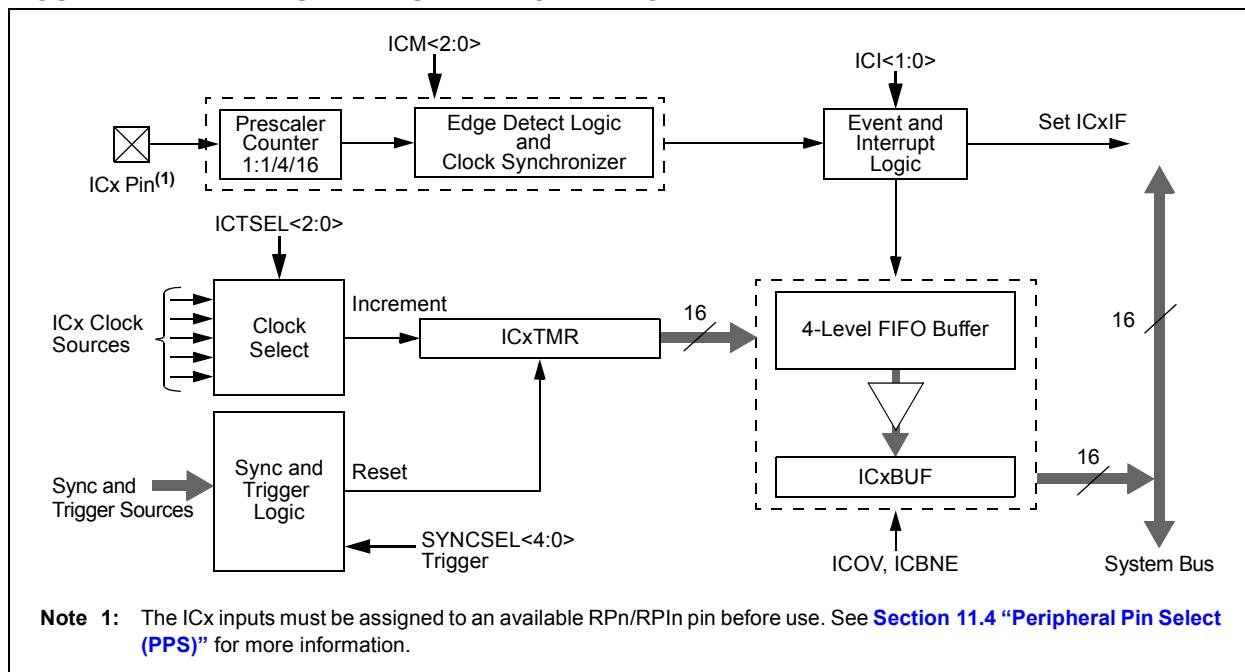 ICM<2:0>
ICI<1:0>
Prescaler
Counter
1:1/4/16
Edge Detect Logic
and
Clock Synchronizer
Event and
Interrupt
Logic
Set ICxIF
ICx Pin(1)
ICTSEL<2:0>
ICx Clock
Sources
Clock
Select
Increment
ICxTMR
16
4-Level FIFO Buffer
16
Sync and
Trigger Sources
Sync and
Trigger
Logic
Reset
ICxBUF
16
SYNCSEL<4:0>
Trigger
ICOV, ICBNE
System Bus
Note 1: The ICx inputs must be assigned to an available RPn/RPIn pin before use. See Section 11.4 “Peripheral Pin Select
(PPS)” for more information.